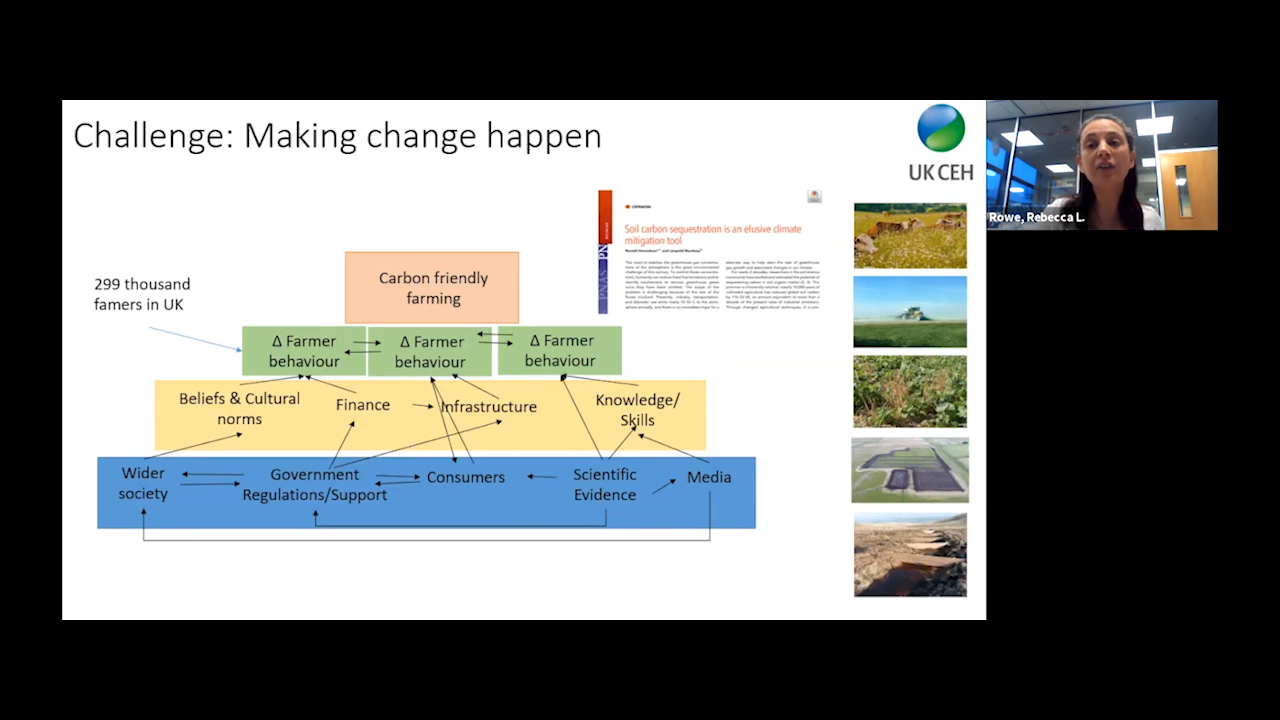 Challenge: Making change happen
UK CEH
Rowe, Rebecca L.
OPINION
Soil carbon sequestration is an elusive climate
mitigation tool
PNAS
Carbon friendly
farming
299 thousand
famers in UK
Δ Farmer
behaviour
Δ Farmer
behaviour
Δ Farmer
behaviour
Beliefs & Cultural
norms
Finance
Infrastructure
Knowledge/
Skills
Wider
society
Government
Regulations/Support
Consumers
Scientific
Evidence
Media